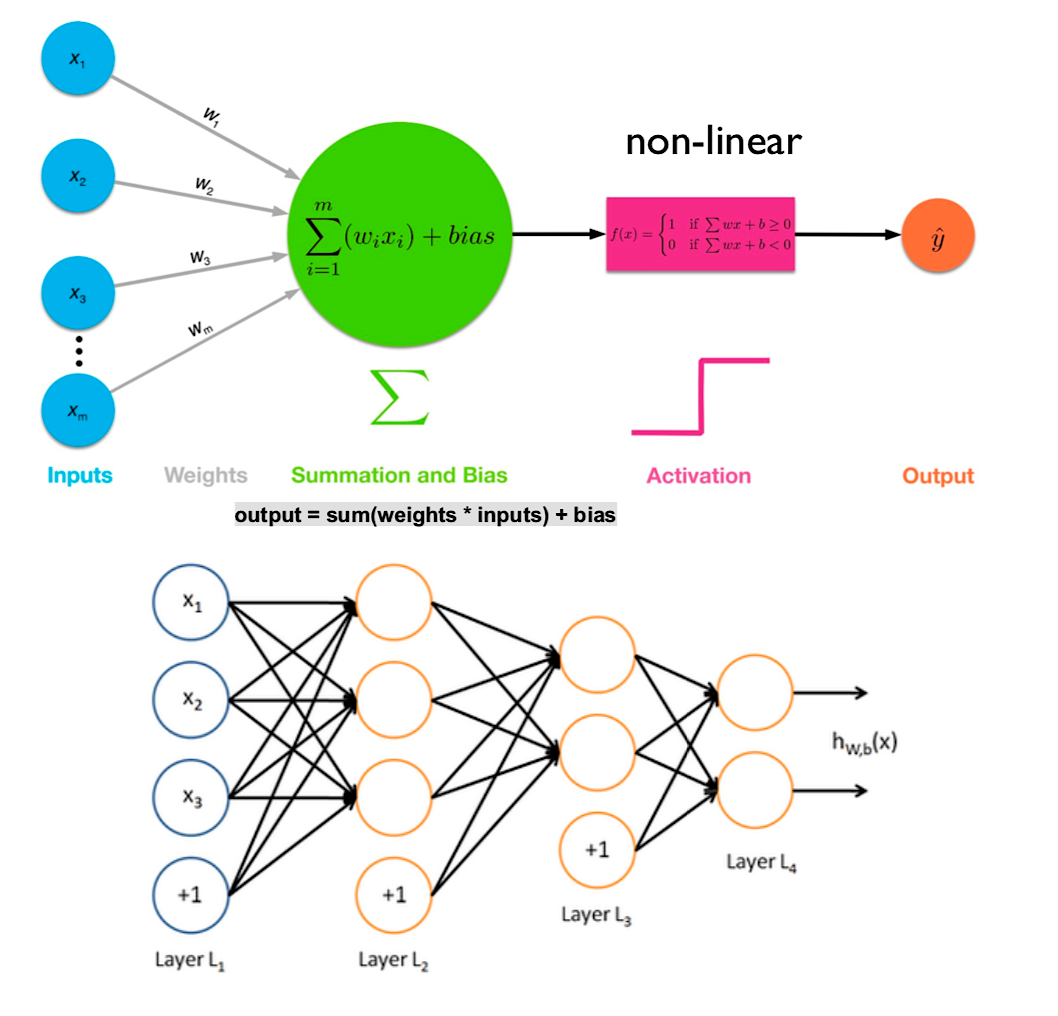 x₁
w₁
non-linear
x₂
w₂
m
∑(wᵢxᵢ) + bias
i=1
f(x) = { 1 if ∑ wx + b ≥ 0
0 if ∑ wx + b < 0
ŷ
w₃
x₃
wₘ
xₘ
∑
Inputs Weights Summation and Bias Activation Output
output = sum(weights * inputs) + bias
x₁
x₂
x₃
h_W,b(x)
+1
+1
+1
Layer L₄
Layer L₃
Layer L₁
Layer L₂